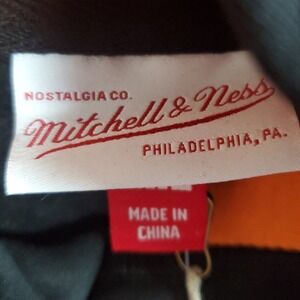 NOSTALGIA CO.
Mitchell & Ness
PHILADELPHIA, PA.
MADE IN
CHINA